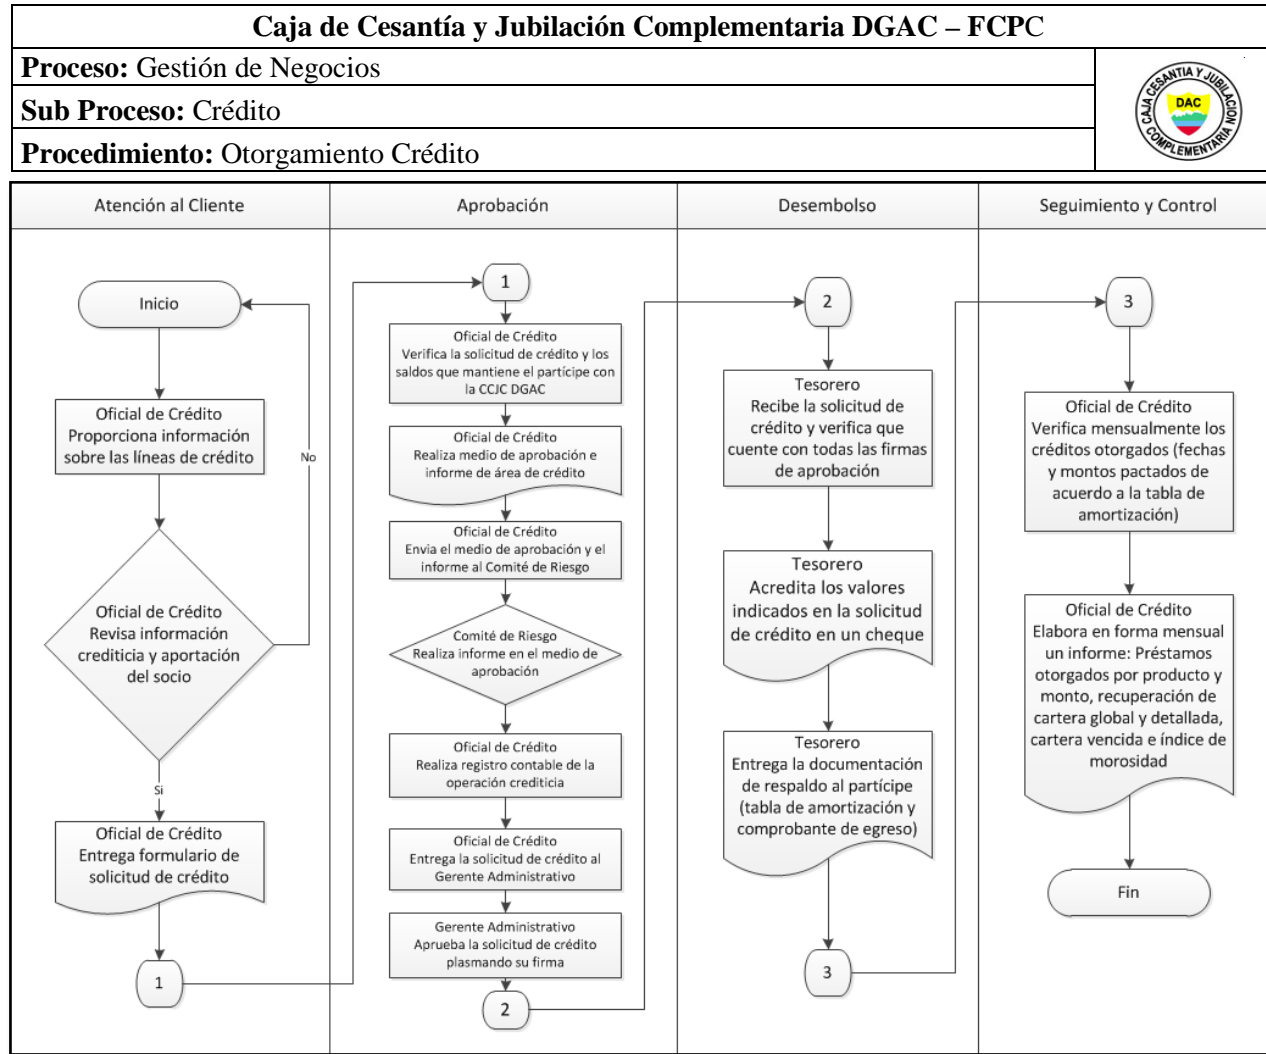 Caja de Cesantía y Jubilación Complementaria DGAC – FCPC
Proceso: Gestión de Negocios
Sub Proceso: Crédito
Procedimiento: Otorgamiento Crédito
CAJA CESANTIA Y JUBILACION
DAC
COMPLEMENTARIA
Atención al Cliente
Inicio
Oficial de Crédito
Proporciona información
sobre las líneas de crédito
No
Oficial de Crédito
Revisa información
crediticia y aportación
del socio
Si
Oficial de Crédito
Entrega formulario de
solicitud de crédito
1
Aprobación
1
Oficial de Crédito
Verifica la solicitud de crédito y los
saldos que mantiene el partícipe con
la CCJC DGAC
Oficial de Crédito
Realiza medio de aprobación e
informe de área de crédito
Oficial de Crédito
Envia el medio de aprobación y el
informe al Comité de Riesgo
Comité de Riesgo
Realiza informe en el medio de
aprobación
Oficial de Crédito
Realiza registro contable de la
operación crediticia
Oficial de Crédito
Entrega la solicitud de crédito al
Gerente Administrativo
Gerente Administrativo
Aprueba la solicitud de crédito
plasmando su firma
2
Desembolso
2
Tesorero
Recibe la solicitud de
crédito y verifica que
cuente con todas las firmas
de aprobación
Tesorero
Acredita los valores
indicados en la solicitud
de crédito en un cheque
Tesorero
Entrega la documentación
de respaldo al partícipe
(tabla de amortización y
comprobante de egreso)
3
Seguimiento y Control
3
Oficial de Crédito
Verifica mensualmente los
créditos otorgados (fechas
y montos pactados de
acuerdo a la tabla de
amortización)
Oficial de Crédito
Elabora en forma mensual
un informe: Préstamos
otorgados por producto y
monto, recuperación de
cartera global y detallada,
cartera vencida e índice de
morosidad
Fin